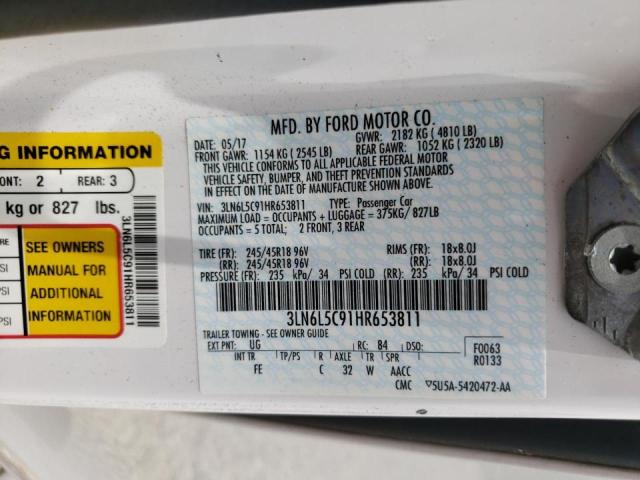 G INFORMATION
ONT: 2 REAR: 3
kg or 827 lbs.
RE
SEE OWNERS
PSI
MANUAL FOR
PSI
ADDITIONAL
PSI
INFORMATION
3LN6L5C91HR653811
MFD. BY FORD MOTOR CO.
DATE: 05/17 GVWR: 2182 KG ( 4810 LB)
FRONT GAWR: 1154 KG ( 2545 LB) REAR GAWR: 1052 KG ( 2320 LB)
THIS VEHICLE CONFORMS TO ALL APPLICABLE FEDERAL MOTOR
VEHICLE SAFETY, BUMPER, AND THEFT PREVENTION STANDARDS
IN EFFECT ON THE DATE OF MANUFACTURE SHOWN ABOVE.
VIN: 3LN6L5C91HR653811 TYPE: Passenger Car
MAXIMUM LOAD = OCCUPANTS + LUGGAGE = 375KG/ 827LB
OCCUPANTS = 5 TOTAL; 2 FRONT, 3 REAR
TIRE (FR): 245/45R18 96V RIMS (FR): 18x8.0J
(RR): 245/45R18 96V (RR): 18x8.0J
PRESSURE (FR): 235 kPa/ 34 PSI COLD (RR): 235 kPa/ 34 PSI COLD
3LN6L5C91HR653811
TRAILER TOWING - SEE OWNER GUIDE
EXT PNT: UG RC: 84 DSO: F0063
INT TR TP/PS R AXLE TR SPR R0133
FE C 32 W AACC
CMC 5U5A-5420472-AA